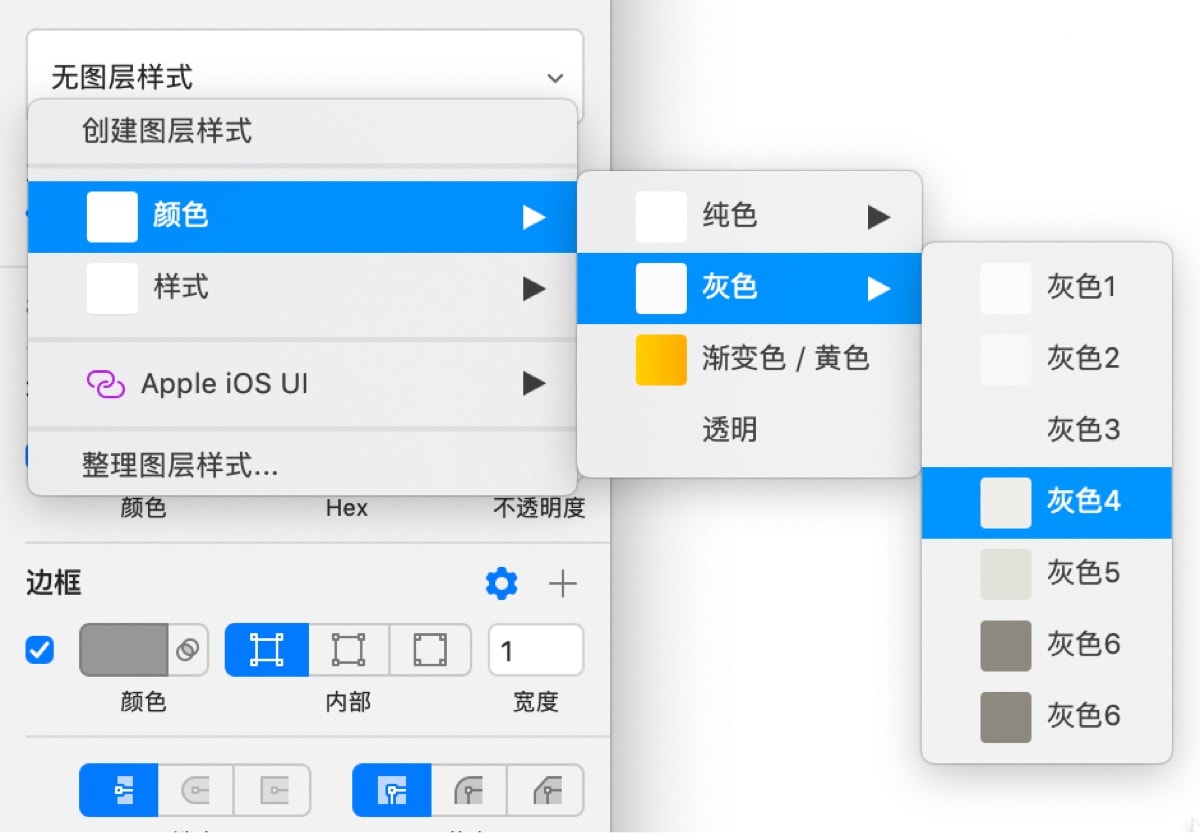 无图层样式
创建图层样式
颜色
样式
Apple iOS UI
整理图层样式...
纯色
灰色
渐变色 / 黄色
透明
灰色1
灰色2
灰色3
灰色4
灰色5
灰色6
灰色6
颜色 Hex 不透明度
边框
1
颜色 内部 宽度